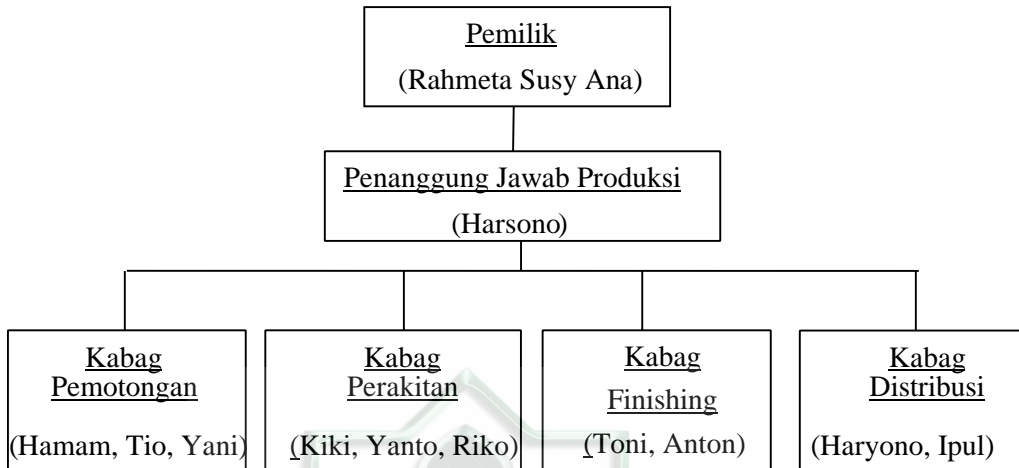 Pemilik
(Rahmeta Susy Ana)
Penanggung Jawab Produksi
(Harsono)
Kabag
Pemotongan
(Hamam, Tio, Yani)
Kabag
Perakitan
(Kiki, Yanto, Riko)
Kabag
Finishing
(Toni, Anton)
Kabag
Distribusi
(Haryono, Ipul)